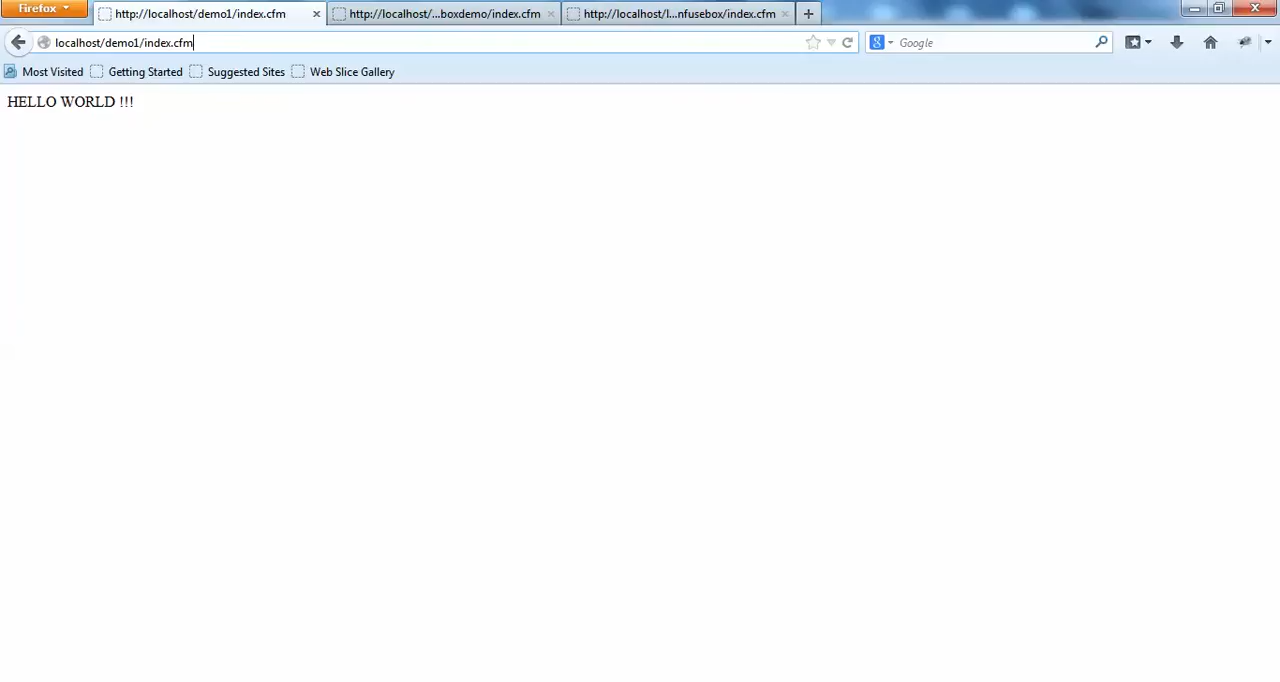 Firefox
http://localhost/demo1/index.cfm
http://localhost/...boxdemo/index.cfm
http://localhost/l...nfusebox/index.cfm
localhost/demo1/index.cfm
Google
Most Visited Getting Started Suggested Sites Web Slice Gallery
HELLO WORLD !!!